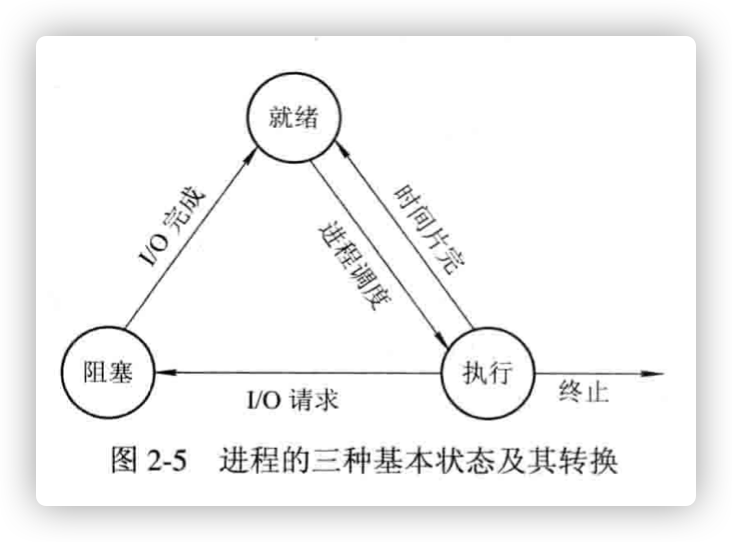 就绪
I/O 完成
进程调度
时间片完
阻塞
执行
I/O 请求
终止
图 2-5 进程的三种基本状态及其转换